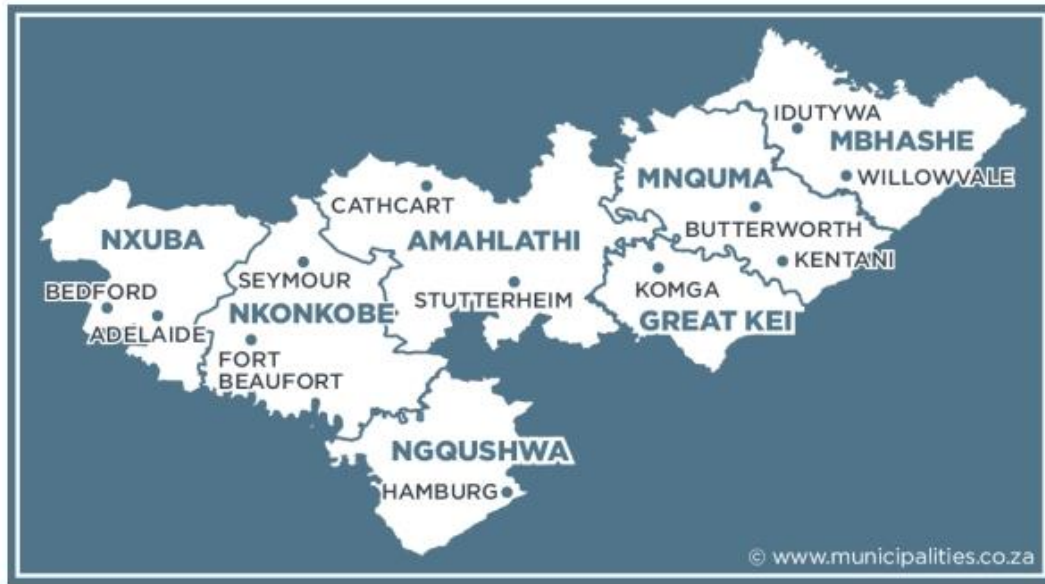 IDUTYWA
MBHASHE
MNQUMA
WILLOWVALE
CATHCART
BUTTERWORTH
NXUBA
AMAHLATHI
KENTANI
SEYMOUR
BEDFORD
KOMGA
STUTTERHEIM
NKONKOBE
GREAT KEI
ADELAIDE
FORT
BEAUFORT
NGQUSHWA
HAMBURG
© www.municipalities.co.za